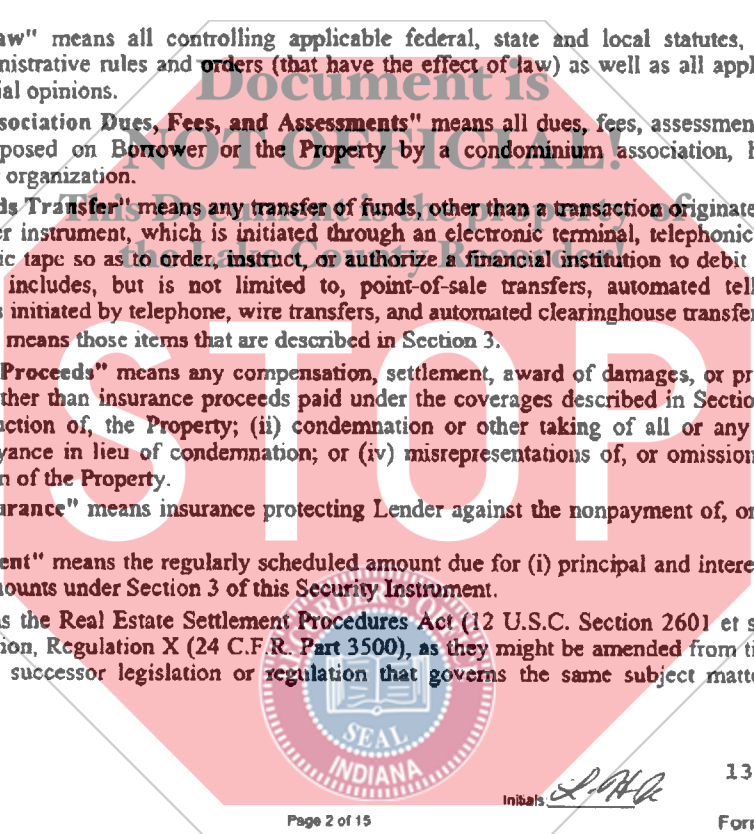 aw" means all controlling applicable federal, state and local statutes,
nistrative rules and orders (that have the effect of law) as well as all appl
ial opinions.
sociation Dues, Fees, and Assessments" means all dues, fees, assessmen
posed on Borrower or the Property by a condominium association, h
organization.
ds Transfer" means any transfer of funds, other than a transaction originate
er instrument, which is initiated through an electronic terminal, telephonic
ic tape so as to order, instruct, or authorize a financial institution to debit
includes, but is not limited to, point-of-sale transfers, automated tell
s initiated by telephone, wire transfers, and automated clearinghouse transfer
means those items that are described in Section 3.
Proceeds" means any compensation, settlement, award of damages, or pr
ther than insurance proceeds paid under the coverages described in Sectio
uction of, the Property; (ii) condemnation or other taking of all or any
yance in lieu of condemnation; or (iv) misrepresentations of, or omission
n of the Property.
urance" means insurance protecting Lender against the nonpayment of, or
ent" means the regularly scheduled amount due for (i) principal and intere
mounts under Section 3 of this Security Instrument.
s the Real Estate Settlement Procedures Act (12 U.S.C. Section 2601 et s
ion, Regulation X (24 C.F.R. Part 3500), as they might be amended from ti
successor legislation or regulation that governs the same subject matte
Document is
NOT OFFICIAL!
This Document is the property of
the Lake County Recorder!
STOP
RECORDER'S OFFICE
SEAL
INDIANA
13
Initials:
Page 2 of 15
For